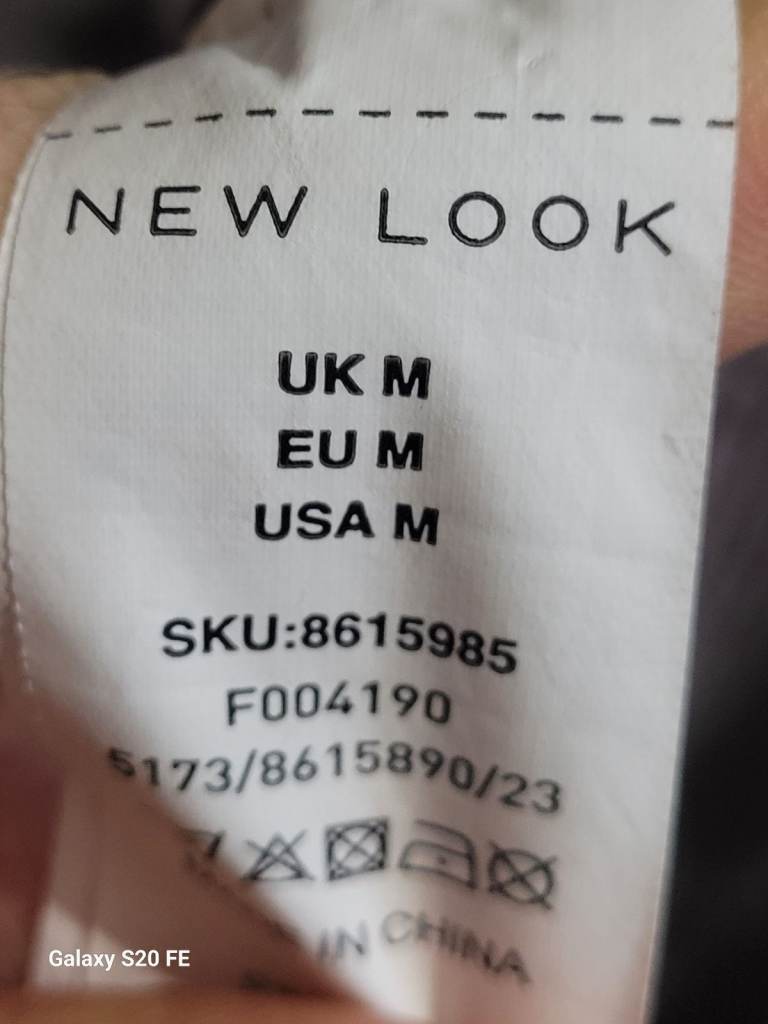 NEW LOOK
UK M
EU M
USA M
SKU:8615985
F004190
5173/8615890/23
IN CHINA
Galaxy S20 FE